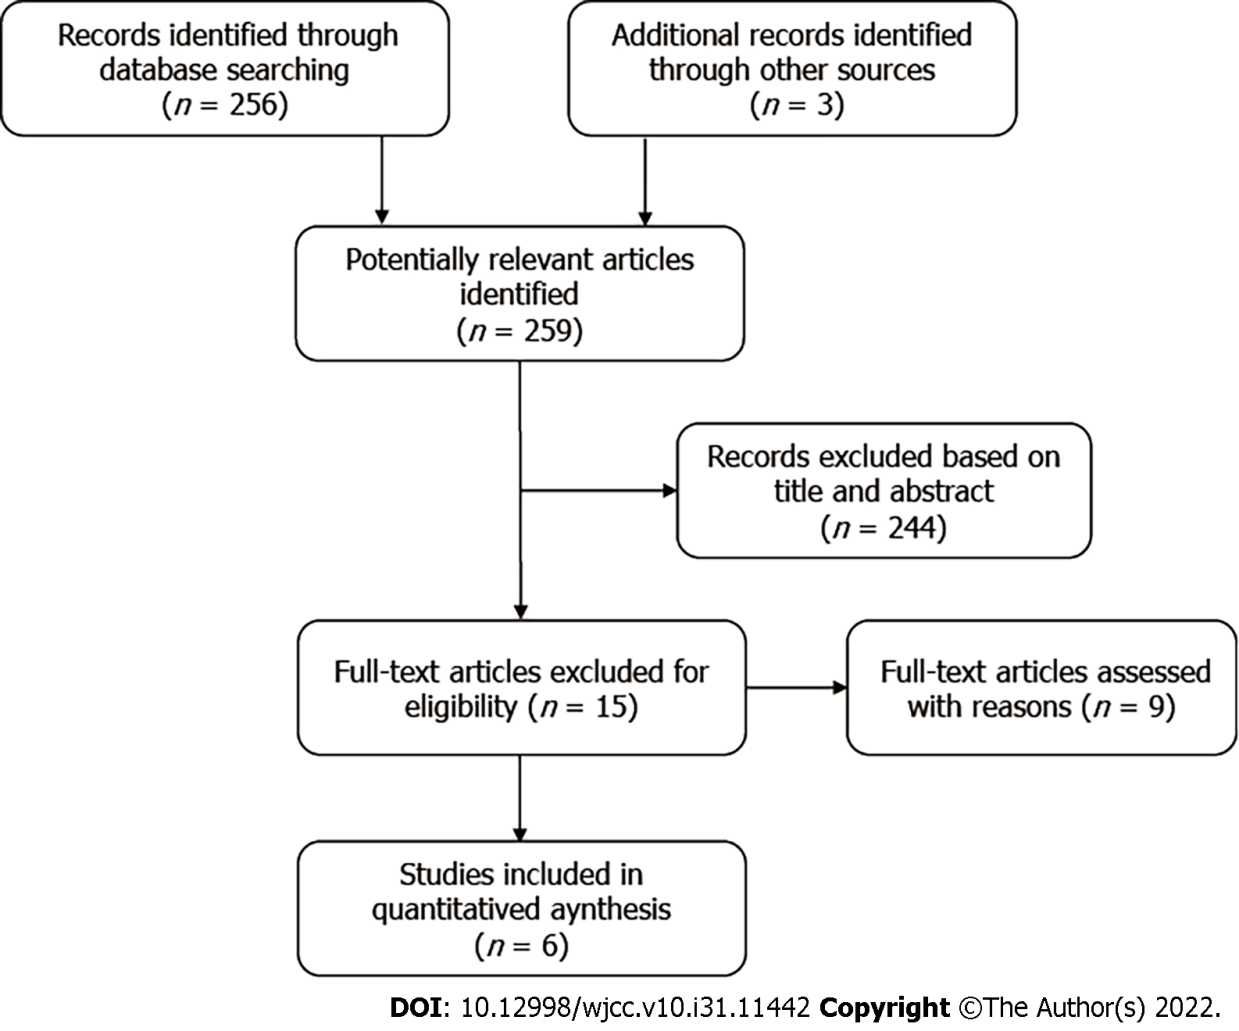 Records identified through
database searching
(n = 256)
Additional records identified
through other sources
(n = 3)
Potentially relevant articles
identified
(n = 259)
Records excluded based on
title and abstract
(n = 244)
Full-text articles excluded for
eligibility (n = 15)
Full-text articles assessed
with reasons (n = 9)
Studies included in
quantitatived aynthesis
(n = 6)
DOI: 10.12998/wjcc.v10.i31.11442 Copyright ©The Author(s) 2022.